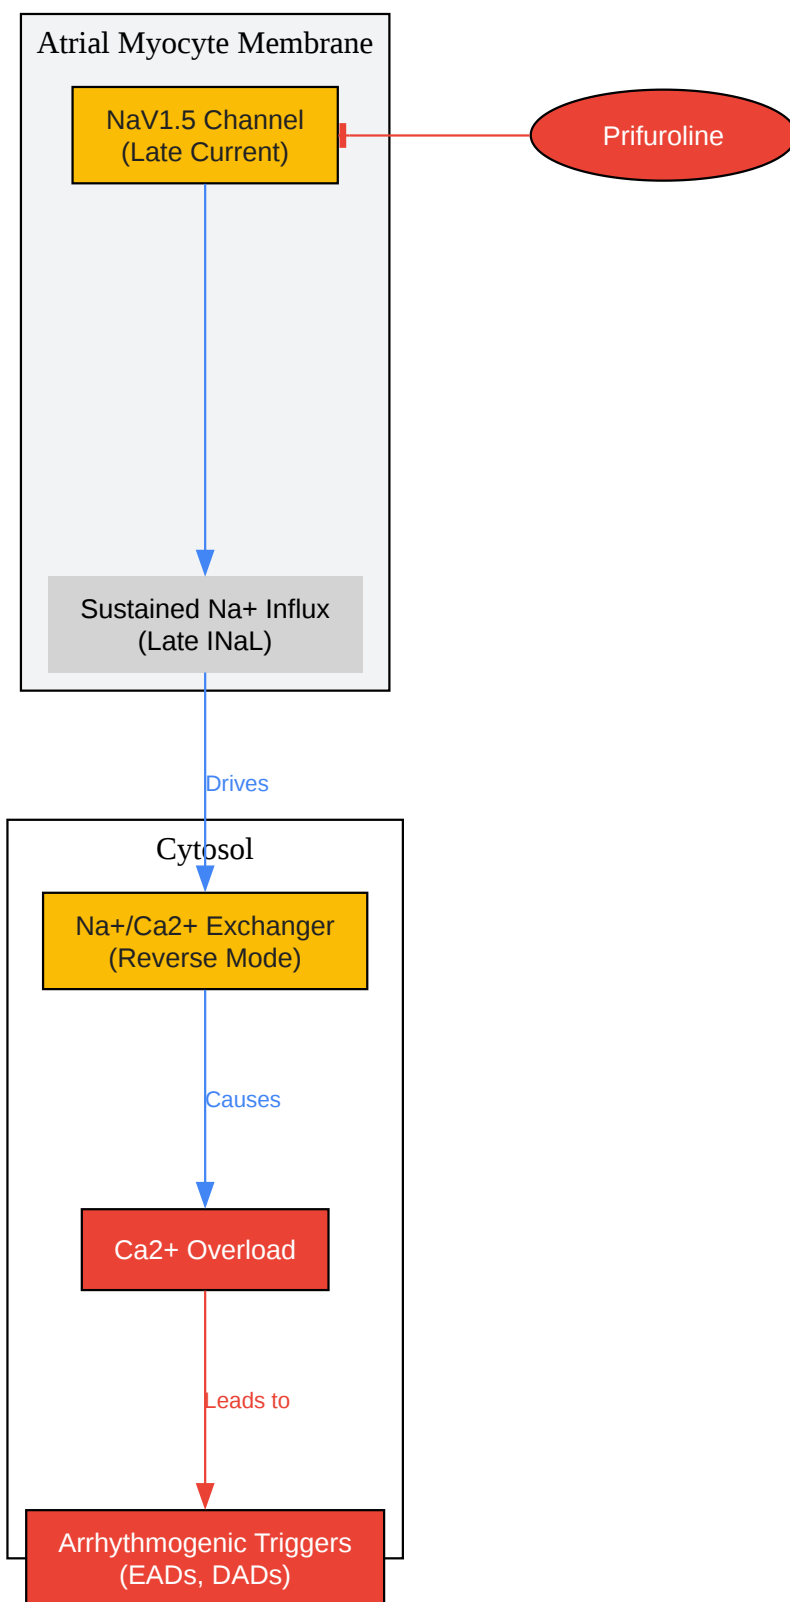 Atrial Myocyte Membrane
NaV1.5 Channel
(Late Current)
Prifuroline
Sustained Na+ Influx
(Late INaL)
Drives
Cytosol
Na+/Ca2+ Exchanger
(Reverse Mode)
Causes
Ca2+ Overload
Leads to
Arrhythmogenic Triggers
(EADs, DADs)